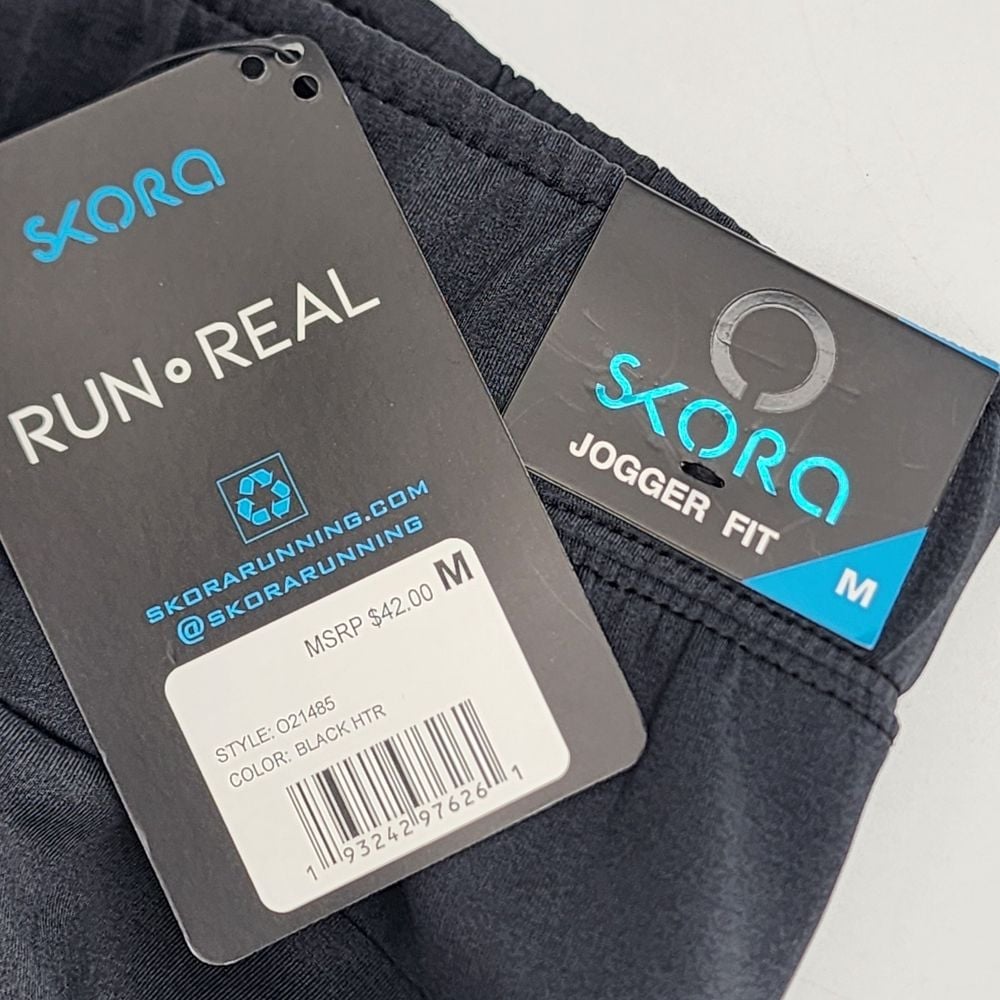 SKORA
RUN REAL
SKORARUNNING.COM
@SKORARUNNING
MSRP $42.00 M
STYLE: O21485
COLOR: BLACK HTR
1 93242 97626 1
SKORA
JOGGER FIT
M